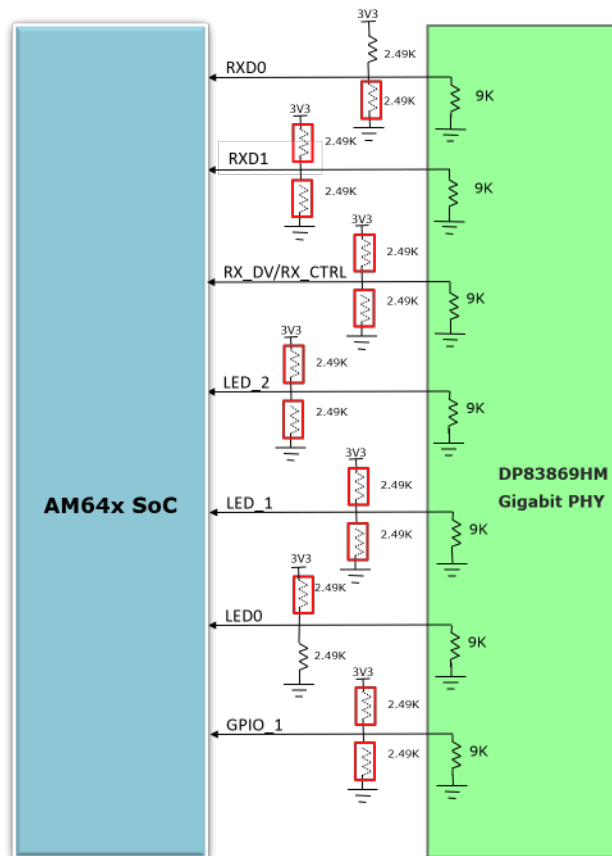 3V3
2.49K
RXD0
2.49K
9K
3V3
2.49K
RXD1
2.49K
9K
3V3
2.49K
RX_DV/RX_CTRL
2.49K
9K
3V3
2.49K
LED_2
2.49K
9K
3V3
2.49K
DP83869HM
Gigabit PHY
AM64x SoC
LED_1
2.49K
9K
3V3
2.49K
LED0
2.49K
9K
3V3
2.49K
GPIO_1
2.49K
9K